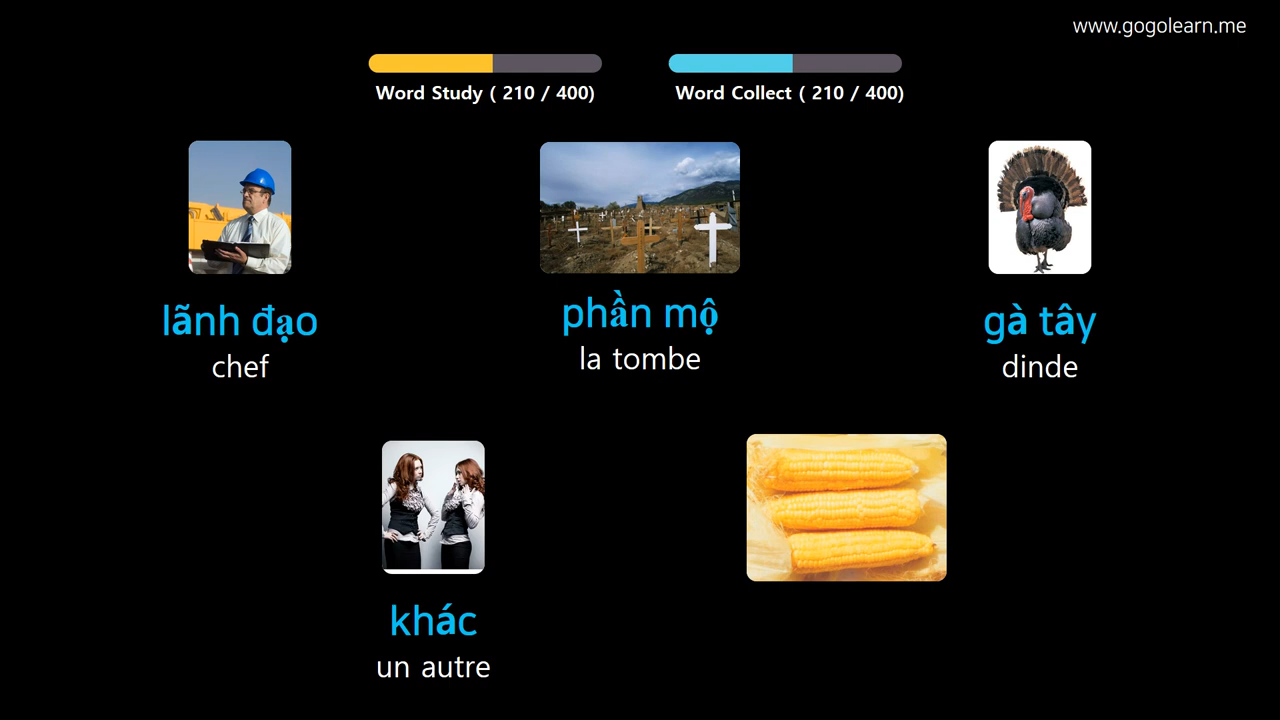 www.gogolearn.me
Word Study ( 210 / 400)
Word Collect ( 210 / 400)
lãnh đạo
chef
phần mộ
la tombe
gà tây
dinde
khác
un autre